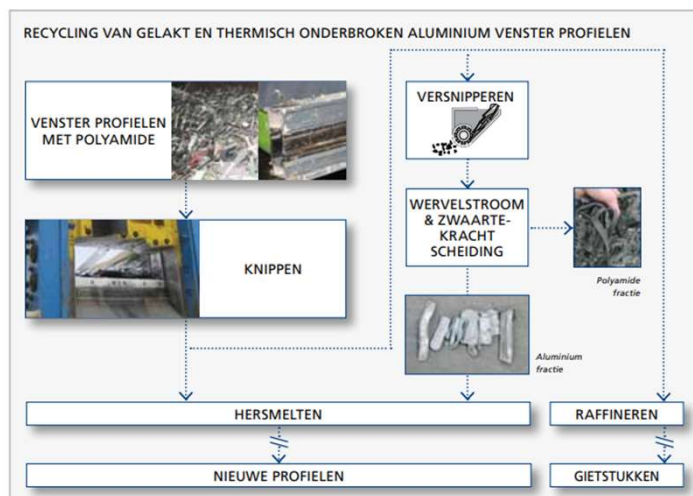 RECYCLING VAN GELAKT EN THERMISCH ONDERBROKEN ALUMINIUM VENSTER PROFIELEN
VENSTER PROFIELEN
MET POLYAMIDE
VERSNIPPEREN
KNIPPEN
WERVELSTROOM
& ZWAARTE-
KRACHT
SCHEIDING
Polyamide
fractie
Aluminium
fractie
HERSMELTEN
RAFFINEREN
NIEUWE PROFIELEN
GIETSTUKKEN